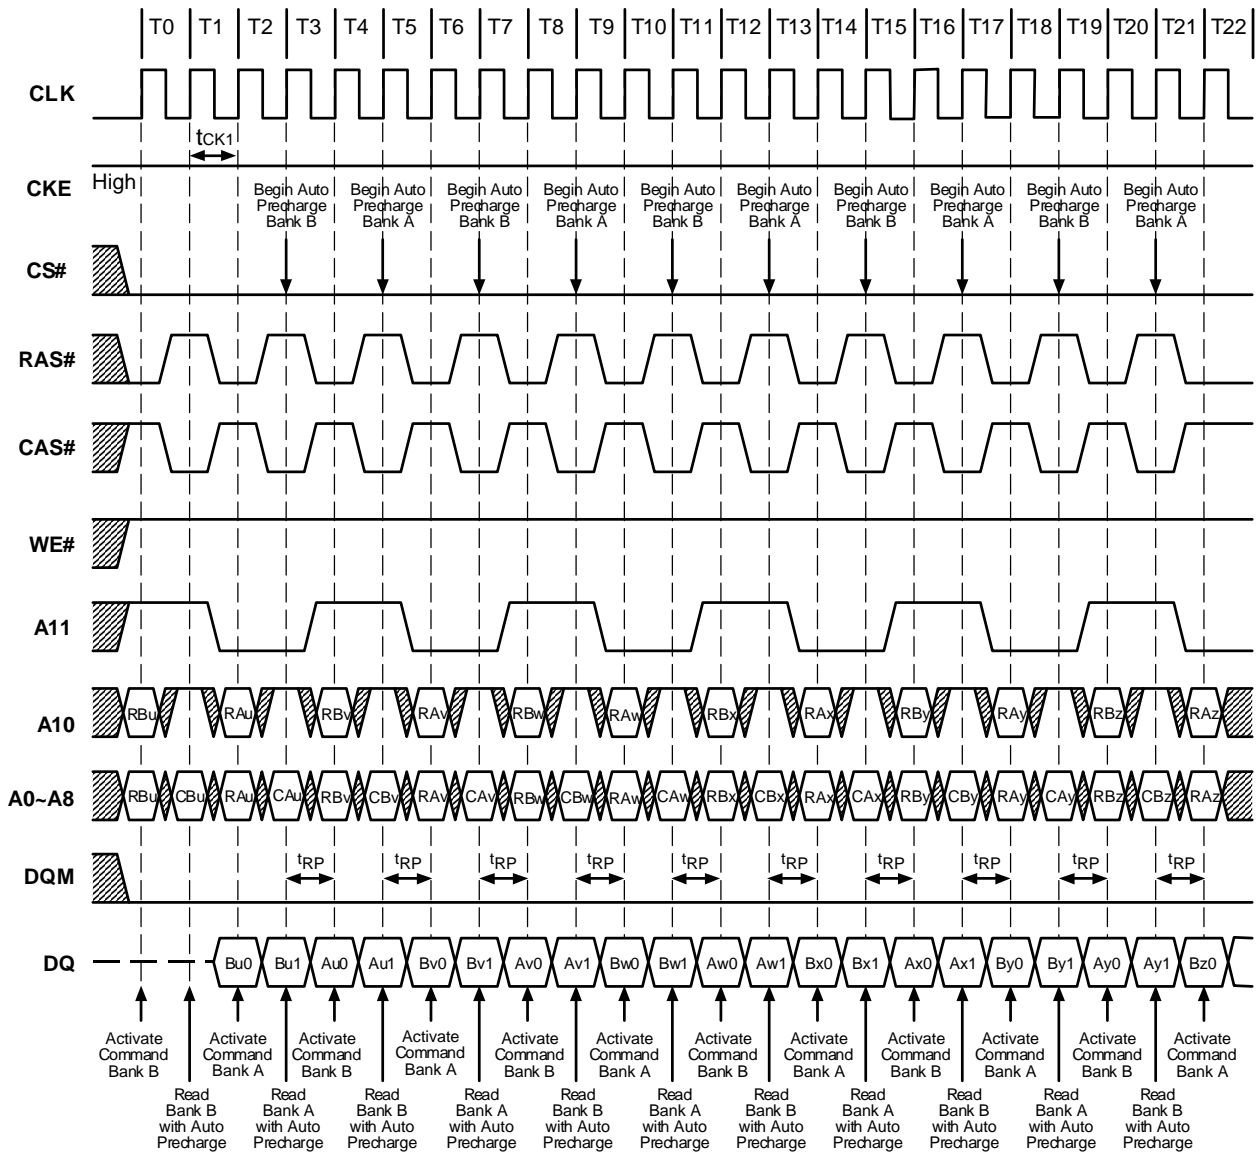 T0 T1 T2 T3 T4 T5 T6 T7 T8 T9 T10 T11 T12 T13 T14 T15 T16 T17 T18 T19 T20 T21 T22
CLK
tCK1
CKE High
Begin Auto Precharge Bank B
Begin Auto Precharge Bank A
Begin Auto Precharge Bank B
Begin Auto Precharge Bank A
Begin Auto Precharge Bank B
Begin Auto Precharge Bank A
Begin Auto Precharge Bank B
Begin Auto Precharge Bank A
Begin Auto Precharge Bank B
Begin Auto Precharge Bank A
CS#
RAS#
CAS#
WE#
A11
A10 RBu RAu RBv RAv RBw RAw RBx RAx RBy RAy RBz RAz
A0~A8 RBu CBu RAu CAu RBv CBv RAv CAv RBw CBw RAw CAw RBx CBx RAx CAx RBy CBy RAy CAy RBz CBz RAz
DQM tRP tRP tRP tRP tRP tRP tRP tRP tRP tRP
DQ Bu0 Bu1 Au0 Au1 Bv0 Bv1 Av0 Av1 Bw0 Bw1 Aw0 Aw1 Bx0 Bx1 Ax0 Ax1 By0 By1 Ay0 Ay1 Bz0
Activate Command Bank B
Activate Command Bank A
Activate Command Bank B
Activate Command Bank A
Activate Command Bank B
Activate Command Bank A
Activate Command Bank B
Activate Command Bank A
Activate Command Bank B
Activate Command Bank A
Activate Command Bank B
Activate Command Bank A
Read Bank B with Auto Precharge
Read Bank A with Auto Precharge
Read Bank B with Auto Precharge
Read Bank A with Auto Precharge
Read Bank B with Auto Precharge
Read Bank A with Auto Precharge
Read Bank B with Auto Precharge
Read Bank A with Auto Precharge
Read Bank B with Auto Precharge
Read Bank A with Auto Precharge
Read Bank B with Auto Precharge